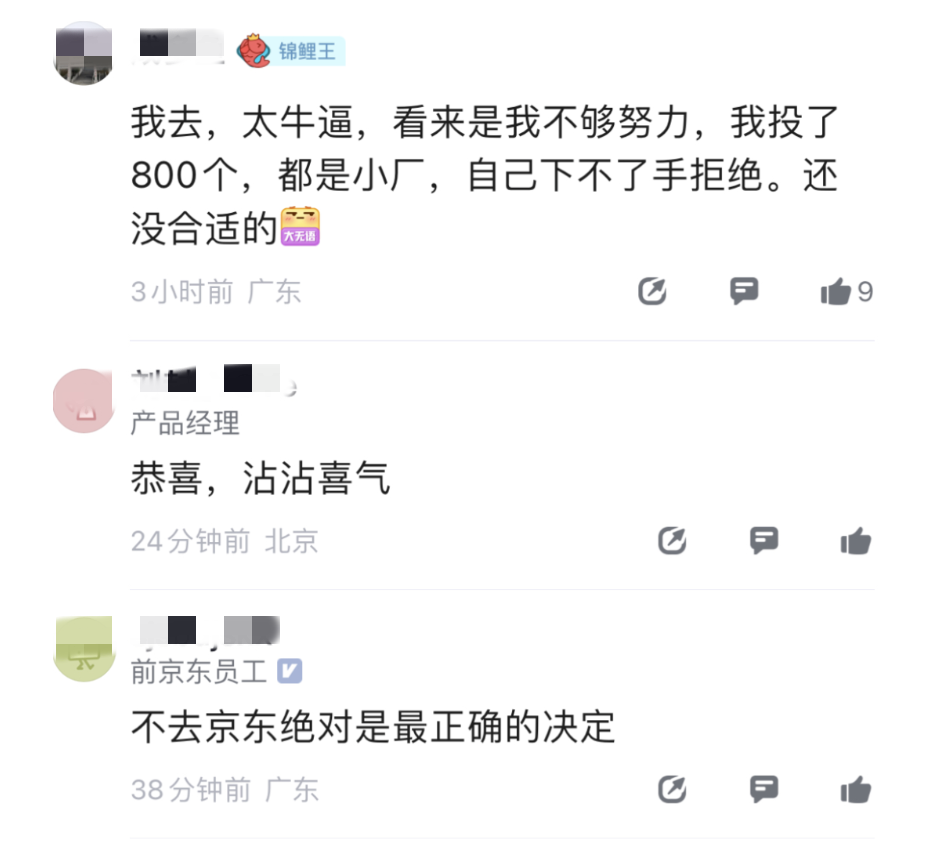 锦鲤王
我去，太牛逼，看来是我不够努力，我投了
800个，都是小厂，自己下不了手拒绝。还
没合适的
大无语
3小时前 广东
9
产品经理
恭喜，沾沾喜气
24分钟前 北京
前京东员工
不去京东绝对是最正确的决定
38分钟前 广东